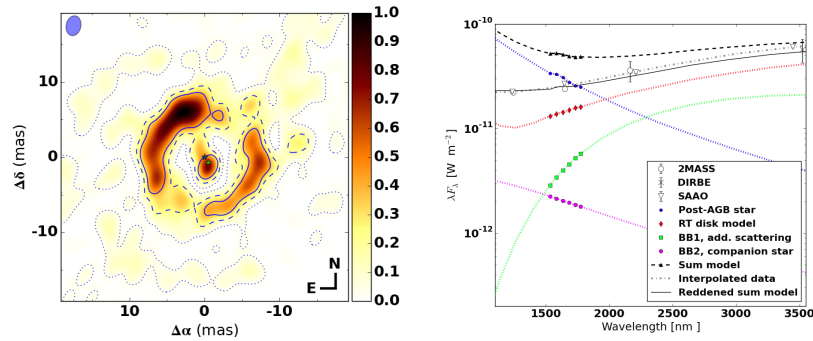 1.0
0.9
0.8
0.7
0.6
0.5
0.4
0.3
0.2
0.1
0.0
20
10
0
-10
Δδ (mas)
10 0 -10
Δα (mas)
N
E
10⁻¹⁰
10⁻¹¹
10⁻¹²
λF_λ [W m⁻²]
2MASS
DIRBE
SAAO
Post-AGB star
RT disk model
BB1, add. scattering
BB2, companion star
Sum model
Interpolated data
Reddened sum model
1500 2000 2500 3000 3500
Wavelength [nm ]